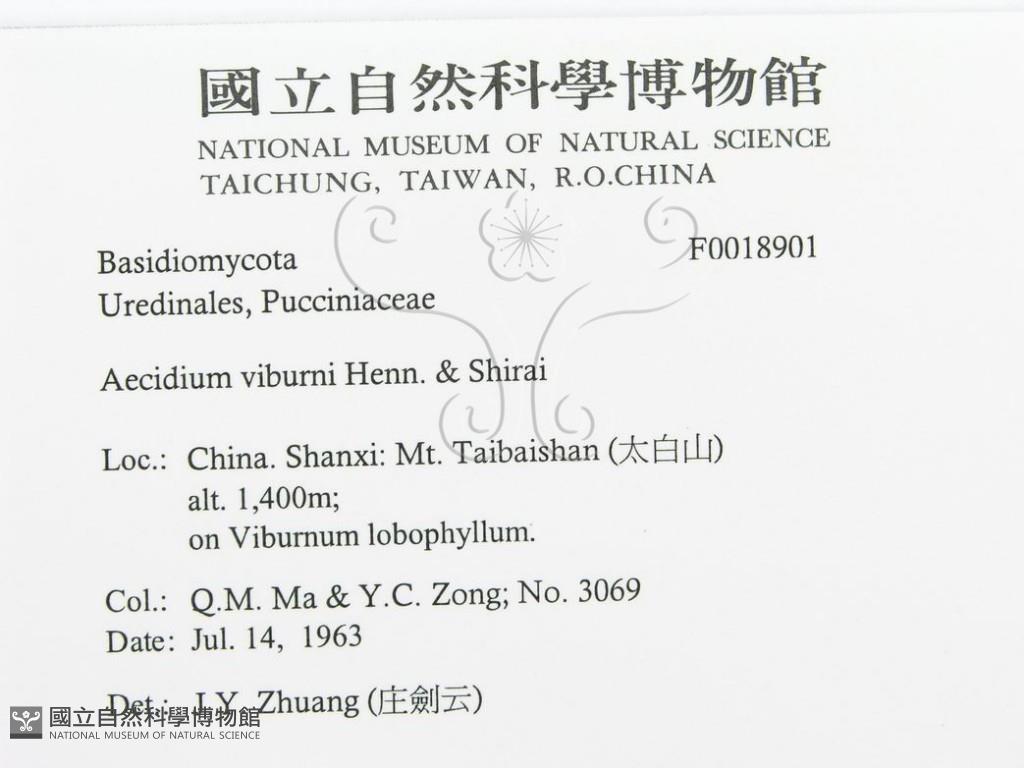 國立自然科學博物館
NATIONAL MUSEUM OF NATURAL SCIENCE
TAICHUNG, TAIWAN, R.O.CHINA
Basidiomycota F0018901
Uredinales, Pucciniaceae
Aecidium viburni Henn. & Shirai
Loc.: China. Shanxi: Mt. Taibaishan (太白山)
alt. 1,400m;
on Viburnum lobophyllum.
Col.: Q.M. Ma & Y.C. Zong; No. 3069
Date: Jul. 14, 1963
Det.: J.Y. Zhuang (庄劍云)
國立自然科學博物館
NATIONAL MUSEUM OF NATURAL SCIENCE